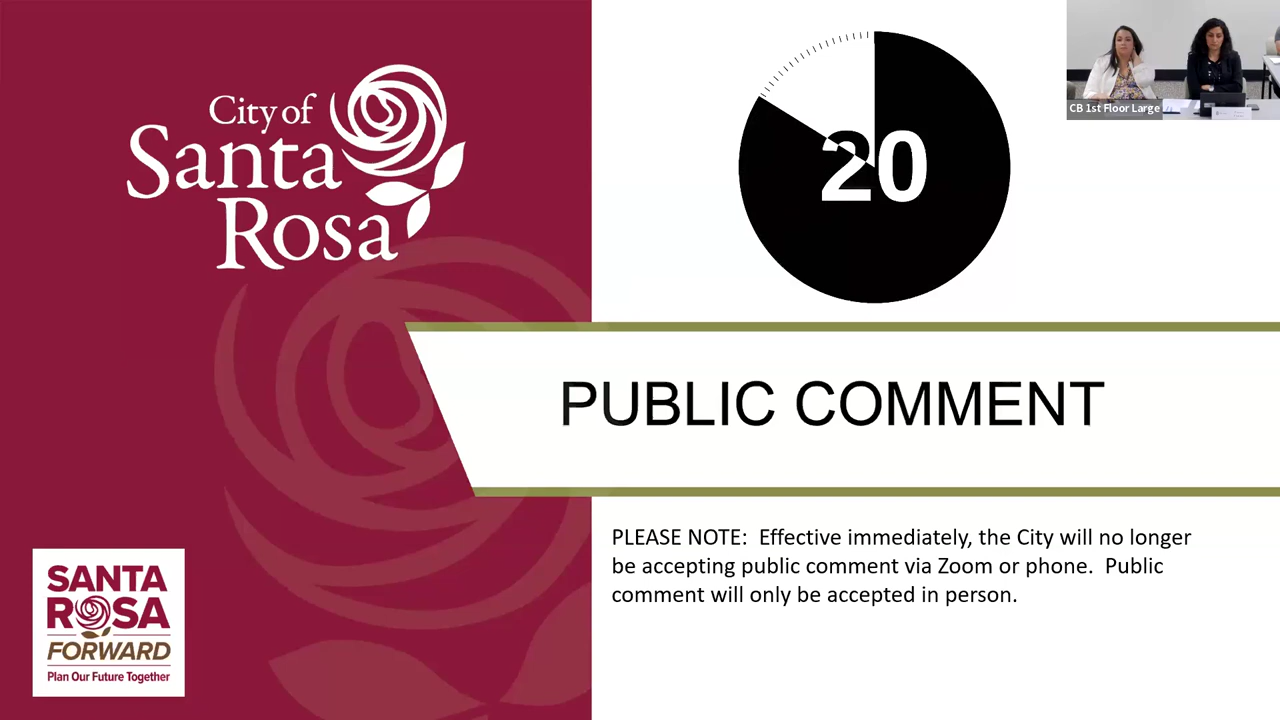 City of
Santa
Rosa
20
CB 1st Floor Large
PUBLIC COMMENT
PLEASE NOTE: Effective immediately, the City will no longer
be accepting public comment via Zoom or phone. Public
comment will only be accepted in person.
SANTA
ROSA
FORWARD
Plan Our Future Together